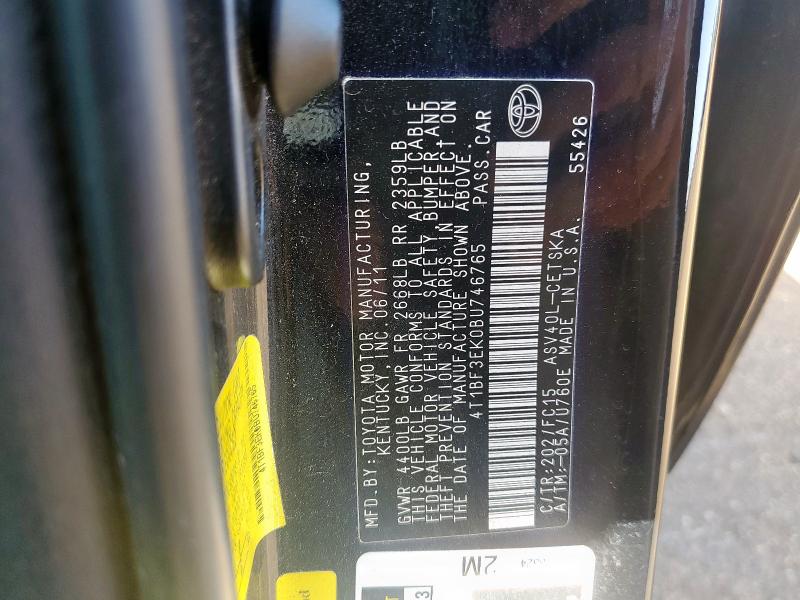 MFD.BY:TOYOTA MOTOR MANUFACTURING,
KENTUCKY, INC. 06/11
GVWR 4400LB GAWR FR 2668LB RR 2359LB
THIS VEHICLE CONFORMS TO ALL APPLICABLE
FEDERAL MOTOR VEHICLE SAFETY, BUMPER, AND
THEFT PREVENTION STANDARDS IN EFFECT ON
THE DATE OF MANUFACTURE SHOWN ABOVE.
4T1BF3EK0BU746765 PASS.CAR
C/TR:202/FC15 ASV40L-CETSKA
A/TM:-05A/U760E MADE IN U.S.A. 55426
2M